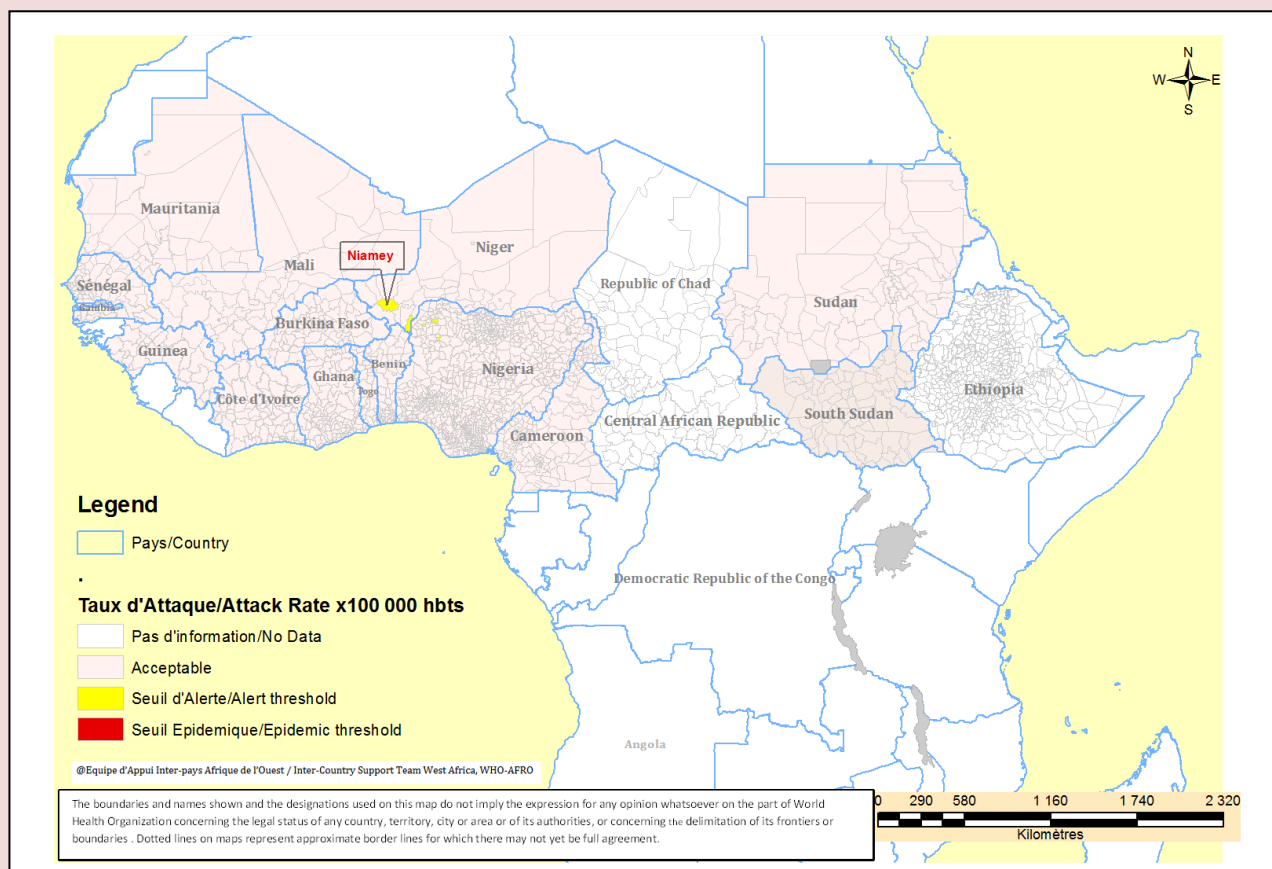 N
W E
S
Mauritania
Niamey
Niger
Mali
Sénégal
Gambia
Republic of Chad
Sudan
Burkina Faso
Guinea
Ghana
Benin
Togo
Nigeria
Côte d'Ivoire
Ethiopia
South Sudan
Central African Republic
Cameroon
Democratic Republic of the Congo
Angola
Legend
Pays/Country
.
Taux d'Attaque/Attack Rate x100 000 hbts
Pas d'information/No Data
Acceptable
Seuil d'Alerte/Alert threshold
Seuil Epidemique/Epidemic threshold
@Equipe d'Appui Inter-pays Afrique de l'Ouest / Inter-Country Support Team West Africa, WHO-AFRO
The boundaries and names shown and the designations used on this map do not imply the expression for any opinion whatsoever on the part of World
Health Organization concerning the legal status of any country, territory, city or area or of its authorities, or concerning the delimitation of its frontiers or
boundaries . Dotted lines on maps represent approximate border lines for which there may not yet be full agreement.
0 290 580 1 160 1 740 2 320
Kilomètres